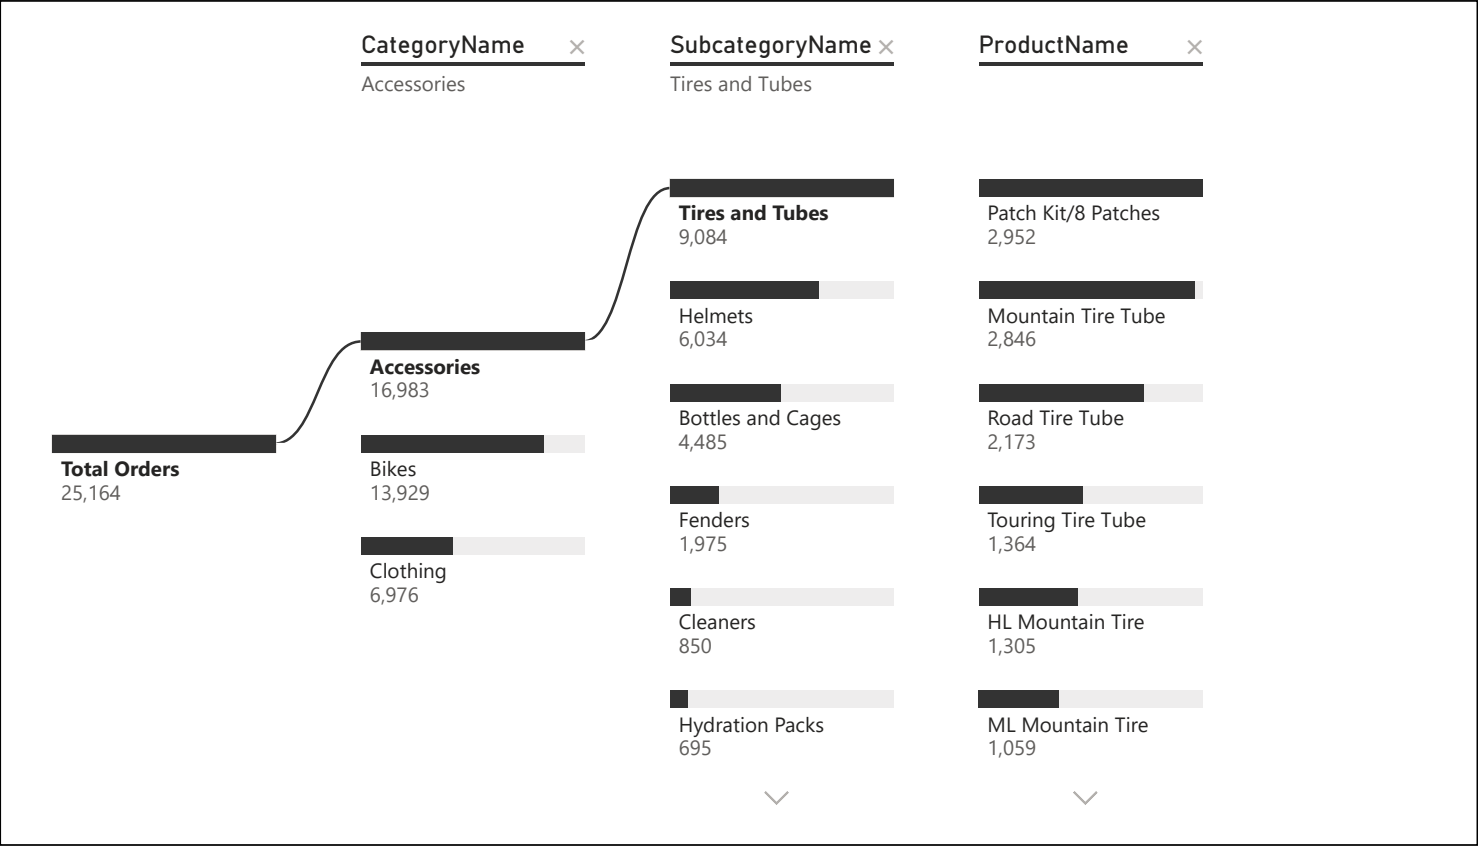 CategoryName
SubcategoryName
ProductName
Accessories
Tires and Tubes
Total Orders
25,164
Accessories
16,983
Bikes
13,929
Clothing
6,976
Tires and Tubes
9,084
Helmets
6,034
Bottles and Cages
4,485
Fenders
1,975
Cleaners
850
Hydration Packs
695
Patch Kit/8 Patches
2,952
Mountain Tire Tube
2,846
Road Tire Tube
2,173
Touring Tire Tube
1,364
HL Mountain Tire
1,305
ML Mountain Tire
1,059